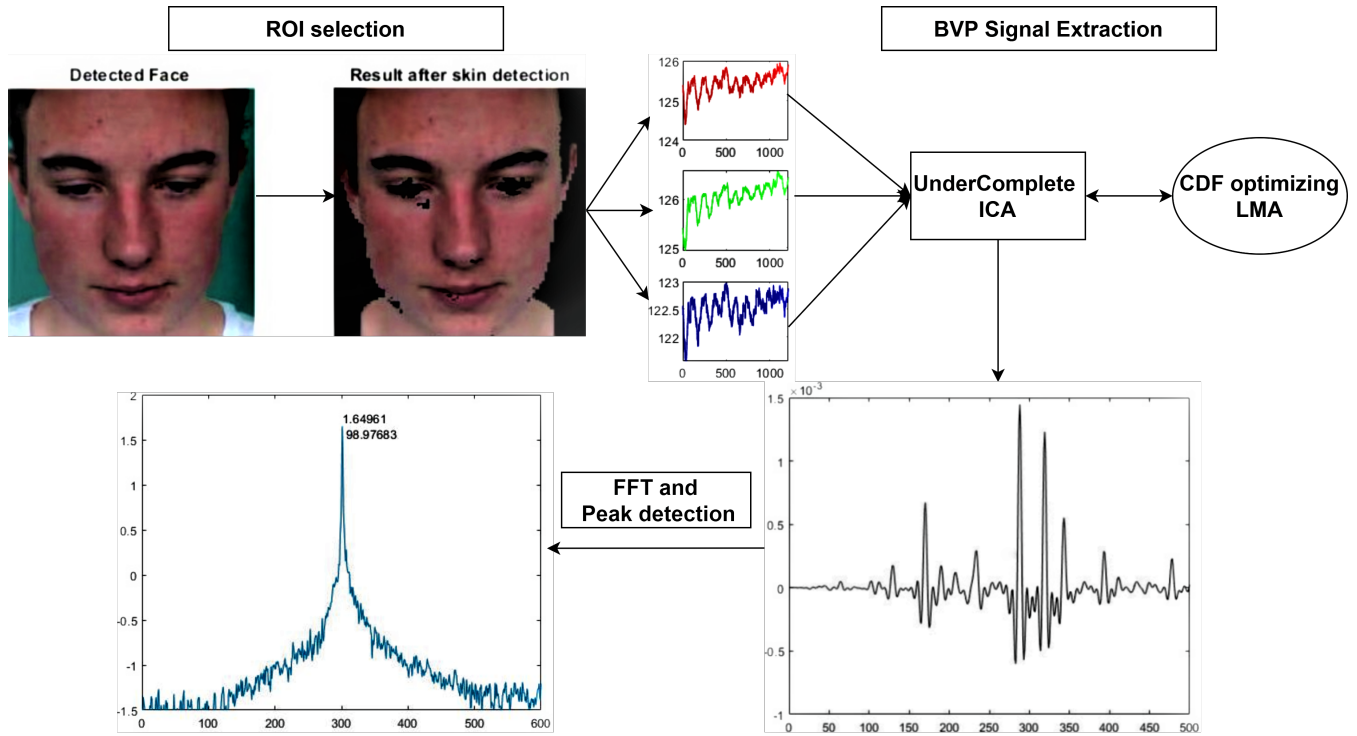 ROI selection
BVP Signal Extraction
Detected Face
Result after skin detection
126
125
124
0 500 1000
126
125
0 500 1000
123
122.5
122
0 500 1000
UnderComplete
ICA
CDF optimizing
LMA
2
1.5
1
0.5
0
-0.5
-1
-1.5
0 100 200 300 400 500 600
1.64961
98.97683
FFT and
Peak detection
×10⁻³
1.5
1
0.5
0
-0.5
-1
0 50 100 150 200 250 300 350 400 450 500